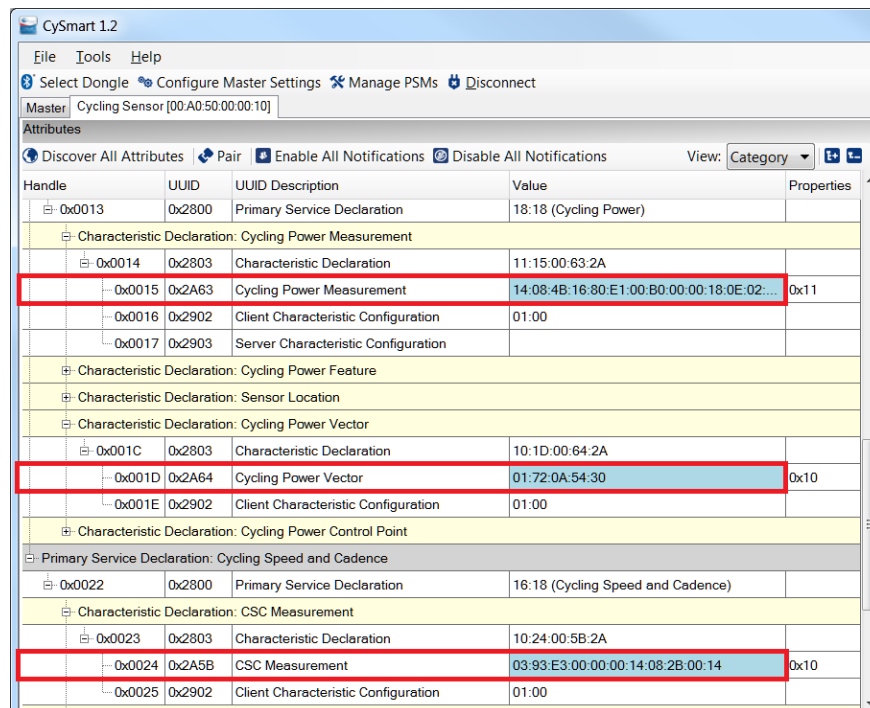 CySmart 1.2
File Tools Help
Select Dongle Configure Master Settings Manage PSMs Disconnect
Master Cycling Sensor [00:A0:50:00:00:10]
Attributes
Discover All Attributes Pair Enable All Notifications Disable All Notifications View: Category
Handle UUID UUID Description Value Properties
0x0013 0x2800 Primary Service Declaration 18:18 (Cycling Power)
Characteristic Declaration: Cycling Power Measurement
0x0014 0x2803 Characteristic Declaration 11:15:00:63:2A
0x0015 0x2A63 Cycling Power Measurement 14:08:4B:16:80:E1:00:B0:00:00:18:0E:02:... 0x11
0x0016 0x2902 Client Characteristic Configuration 01:00
0x0017 0x2903 Server Characteristic Configuration
Characteristic Declaration: Cycling Power Feature
Characteristic Declaration: Sensor Location
Characteristic Declaration: Cycling Power Vector
0x001C 0x2803 Characteristic Declaration 10:1D:00:64:2A
0x001D 0x2A64 Cycling Power Vector 01:72:0A:54:30 0x10
0x001E 0x2902 Client Characteristic Configuration 01:00
Characteristic Declaration: Cycling Power Control Point
Primary Service Declaration: Cycling Speed and Cadence
0x0022 0x2800 Primary Service Declaration 16:18 (Cycling Speed and Cadence)
Characteristic Declaration: CSC Measurement
0x0023 0x2803 Characteristic Declaration 10:24:00:5B:2A
0x0024 0x2A5B CSC Measurement 03:93:E3:00:00:00:14:08:2B:00:14 0x10
0x0025 0x2902 Client Characteristic Configuration 01:00